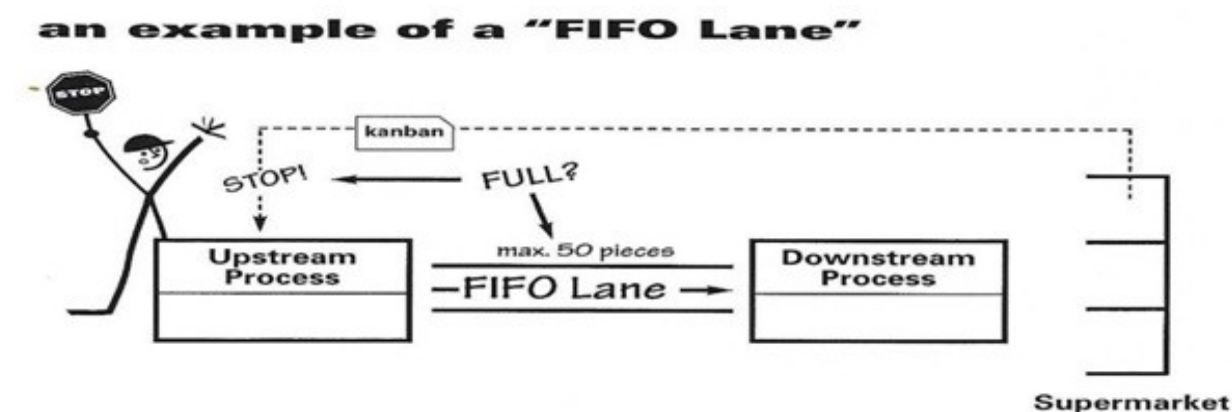 an example of a “FIFO Lane”
STOP
kanban
STOP!
FULL?
max. 50 pieces
Upstream
Process
FIFO Lane
Downstream
Process
Supermarket